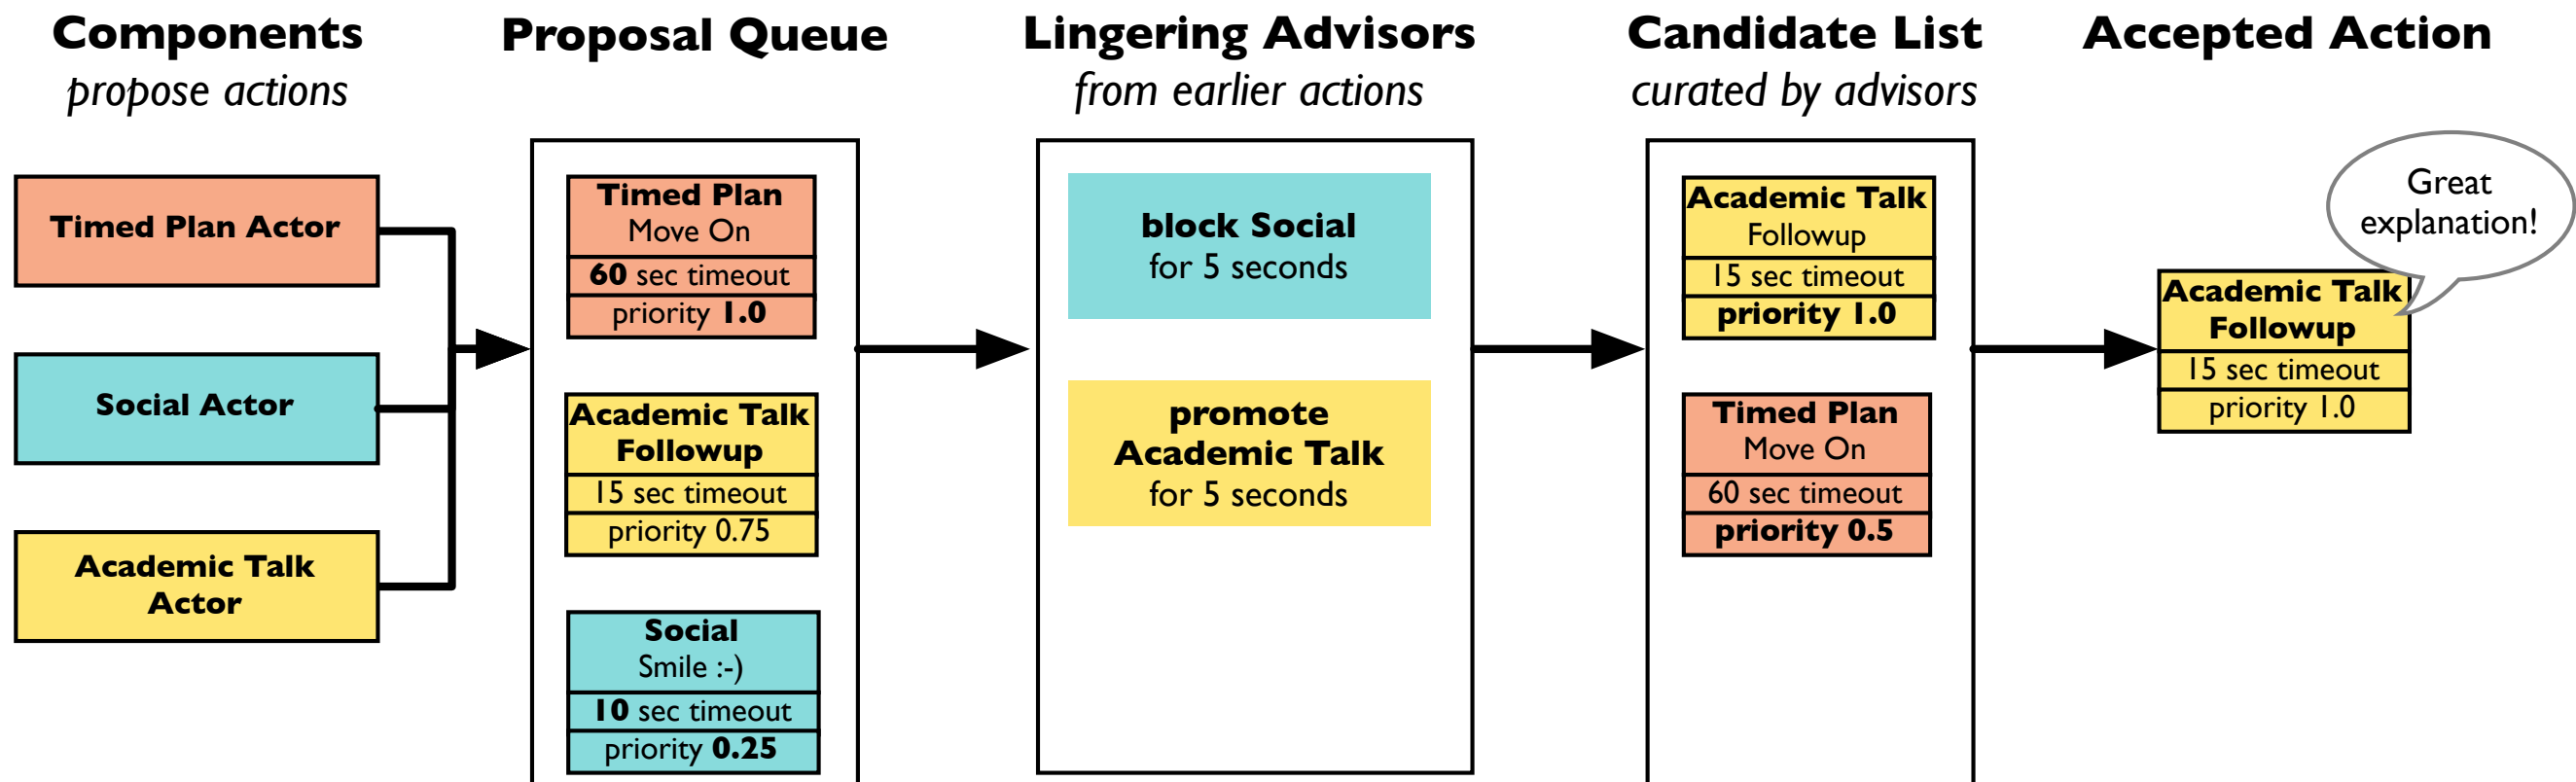 Components
propose actions
Timed Plan Actor
Social Actor
Academic Talk
Actor
Proposal Queue
Timed Plan
Move On
60 sec timeout
priority 1.0
Academic Talk
Followup
15 sec timeout
priority 0.75
Social
Smile :-)
10 sec timeout
priority 0.25
Lingering Advisors
from earlier actions
block Social
for 5 seconds
promote
Academic Talk
for 5 seconds
Candidate List
curated by advisors
Academic Talk
Followup
15 sec timeout
priority 1.0
Timed Plan
Move On
60 sec timeout
priority 0.5
Accepted Action
Great
explanation!
Academic Talk
Followup
15 sec timeout
priority 1.0